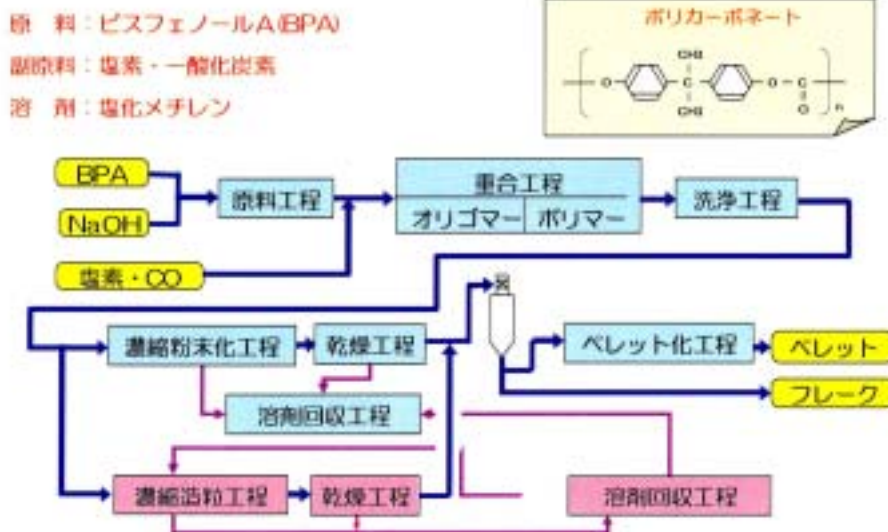 原 料：ビスフェノールA(BPA)
副原料：塩素・一酸化炭素
溶 剤：塩化メチレン
ポリカーボネート
CH3
O
C
O
C
CH3
O
n
BPA
NaOH
塩素・CO
原料工程
重合工程
オリゴマー
ポリマー
洗浄工程
濃縮粉末化工程
乾燥工程
溶剤回収工程
ペレット化工程
ペレット
フレーク
濃縮造粒工程
乾燥工程
溶剤回収工程